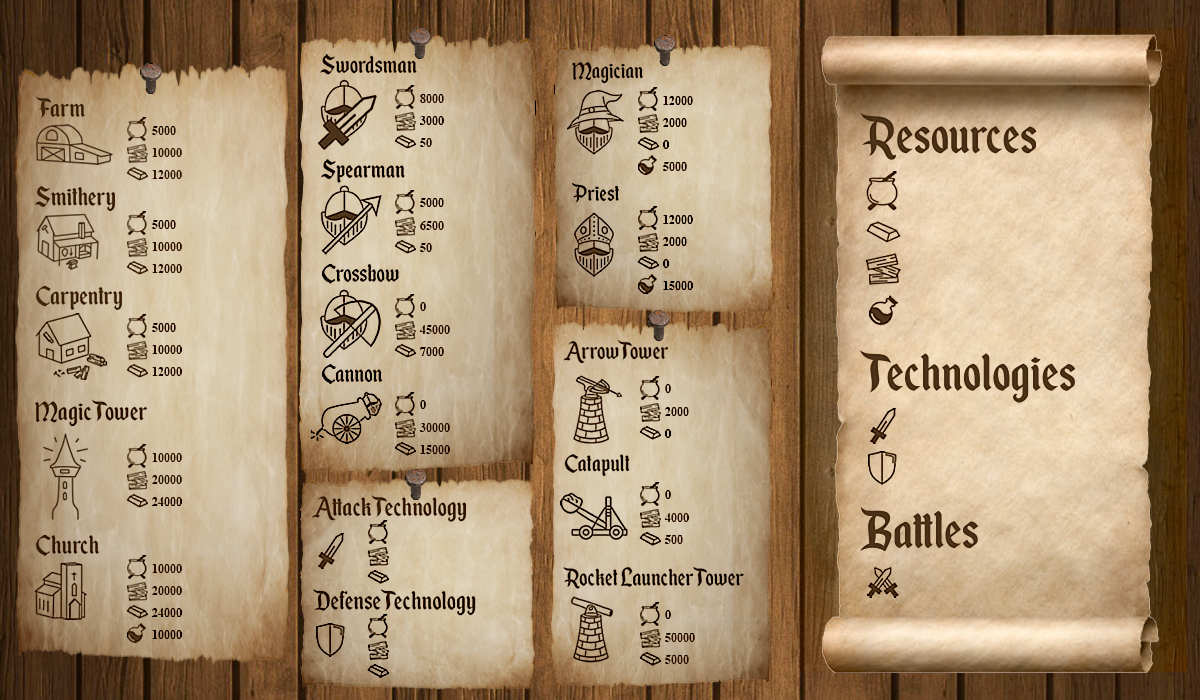 Farm
5000
10000
12000
Smithery
5000
10000
12000
Carpentry
5000
10000
12000
Magic Tower
10000
20000
24000
Church
10000
20000
24000
10000
Swordsman
8000
3000
50
Spearman
5000
6500
50
Crossbow
0
45000
7000
Cannon
0
30000
15000
Attack Technology
Defense Technology
Magician
12000
2000
0
5000
Priest
12000
2000
0
15000
Arrow Tower
0
2000
0
Catapult
0
4000
500
Rocket Launcher Tower
0
50000
5000
Resources
Technologies
Battles